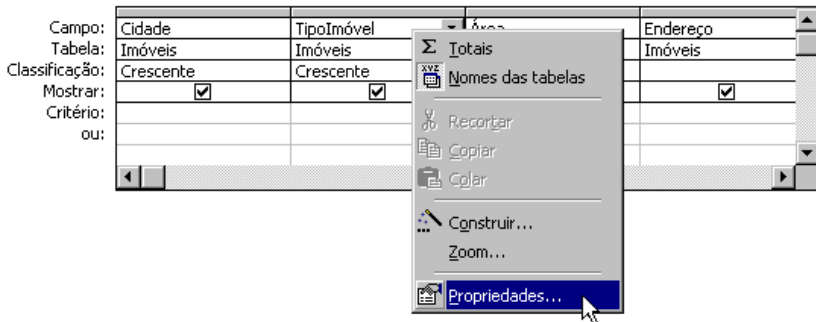 Campo: Cidade TipoImóvel Área Endereço
Tabela: Imóveis Imóveis Imóveis
Classificação: Crescente Crescente
Mostrar:
Critério:
ou:
Σ Totais
XYZ Nomes das tabelas
Recortar
Copiar
Colar
Construir...
Zoom...
Propriedades...